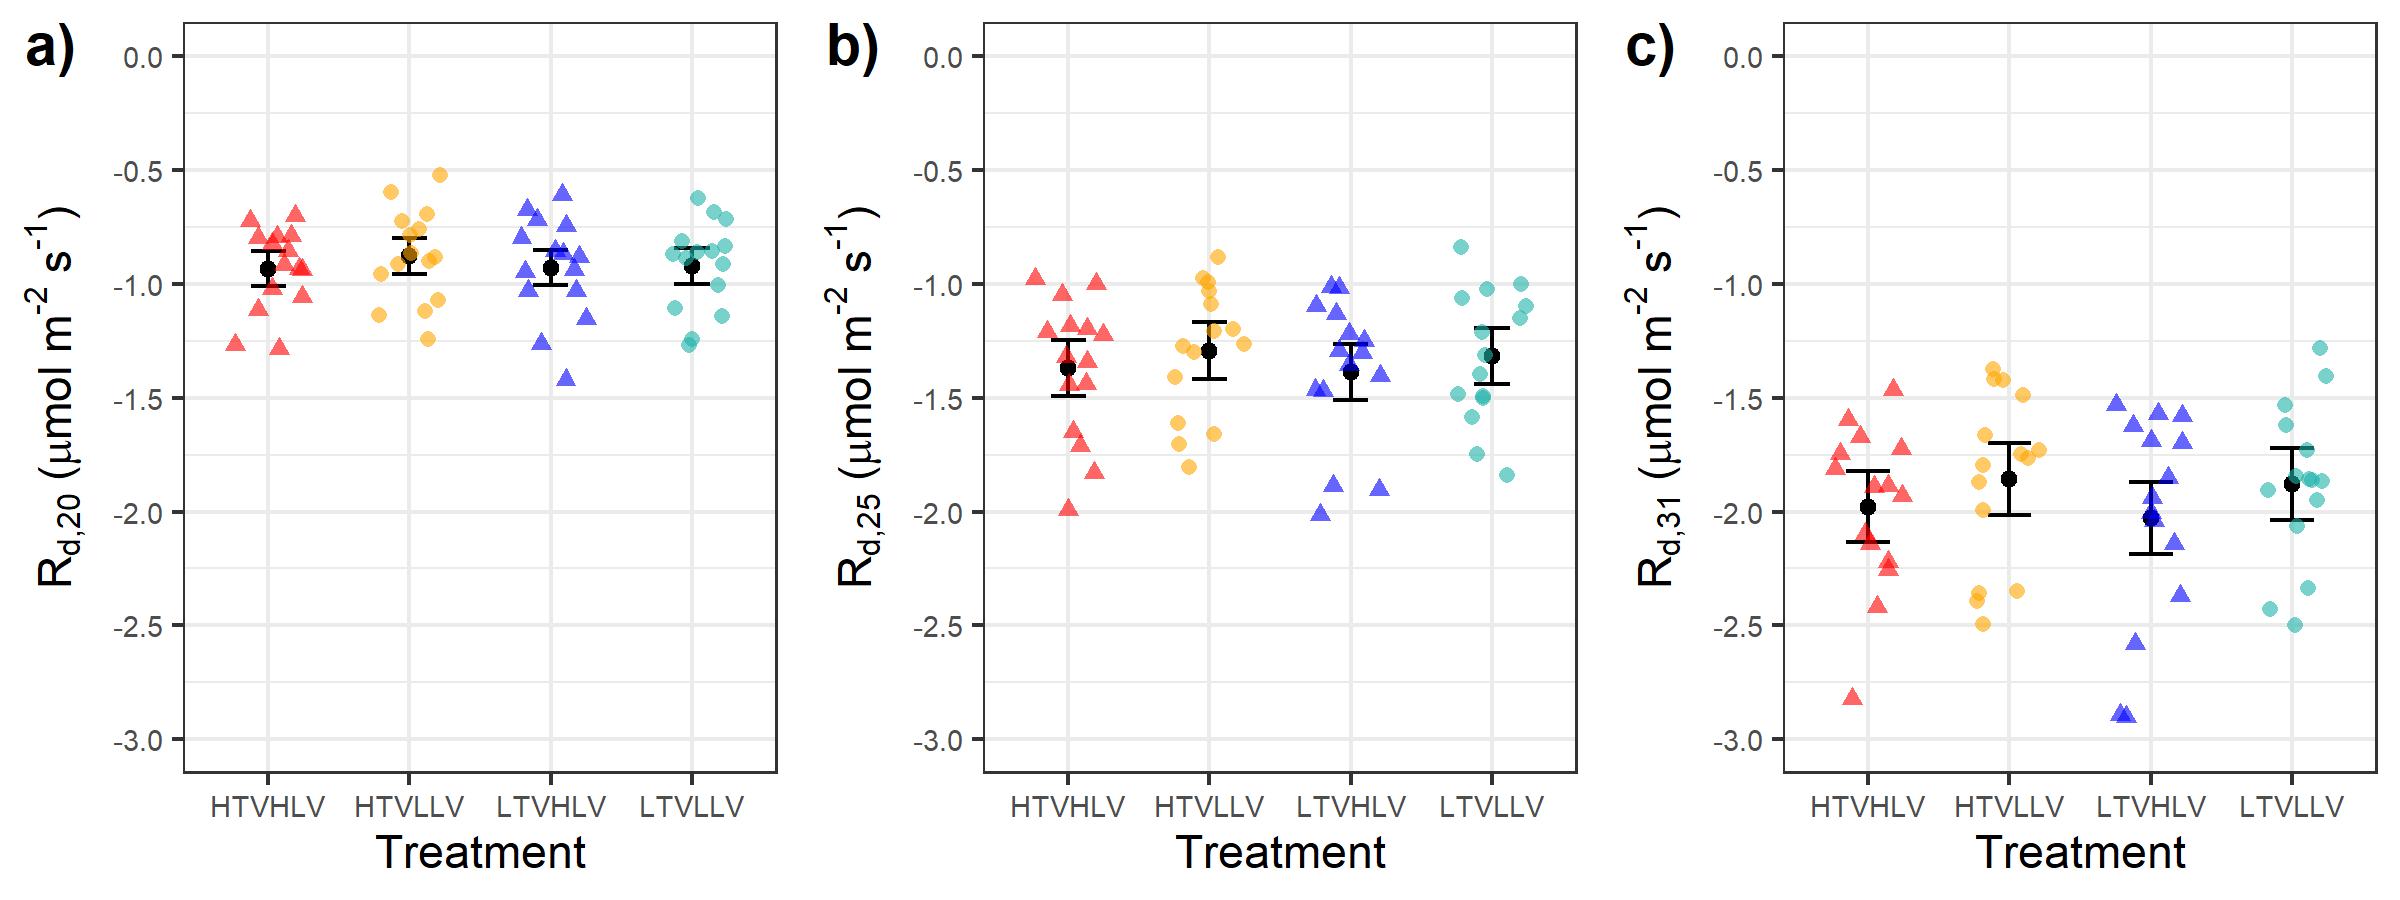 a)
R_d,20 (μmol m^-2 s^-1)
0.0
-0.5
-1.0
-1.5
-2.0
-2.5
-3.0
HTVHLV HTVLLV LTVHLV LTVLLV
Treatment
b)
R_d,25 (μmol m^-2 s^-1)
0.0
-0.5
-1.0
-1.5
-2.0
-2.5
-3.0
HTVHLV HTVLLV LTVHLV LTVLLV
Treatment
c)
R_d,31 (μmol m^-2 s^-1)
0.0
-0.5
-1.0
-1.5
-2.0
-2.5
-3.0
HTVHLV HTVLLV LTVHLV LTVLLV
Treatment